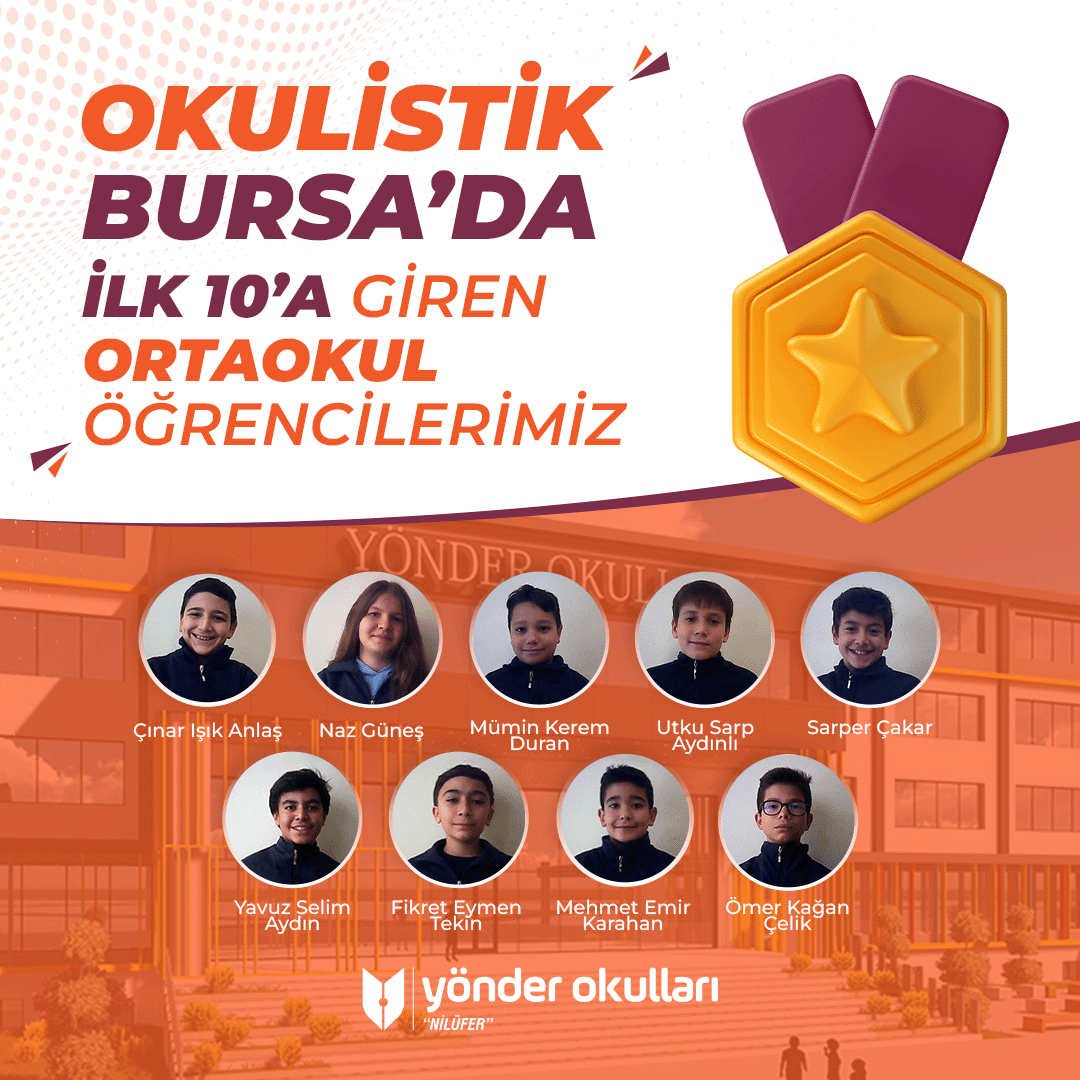 OKULİSTİK
BURSA’DA
İLK 10’A GİREN
ORTAOKUL
ÖĞRENCİLERİMİZ
YÖNDER OKULL
Çınar Işık Anlaş
Naz Güneş
Mümin Kerem
Duran
Utku Sarp
Aydınlı
Sarper Çakar
Yavuz Selim
Aydın
Fikret Eymen
Tekin
Mehmet Emir
Karahan
Ömer Kağan
Çelik
yönder okulları
“NİLÜFER”